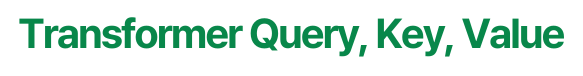 Transformer Query, Key, Value